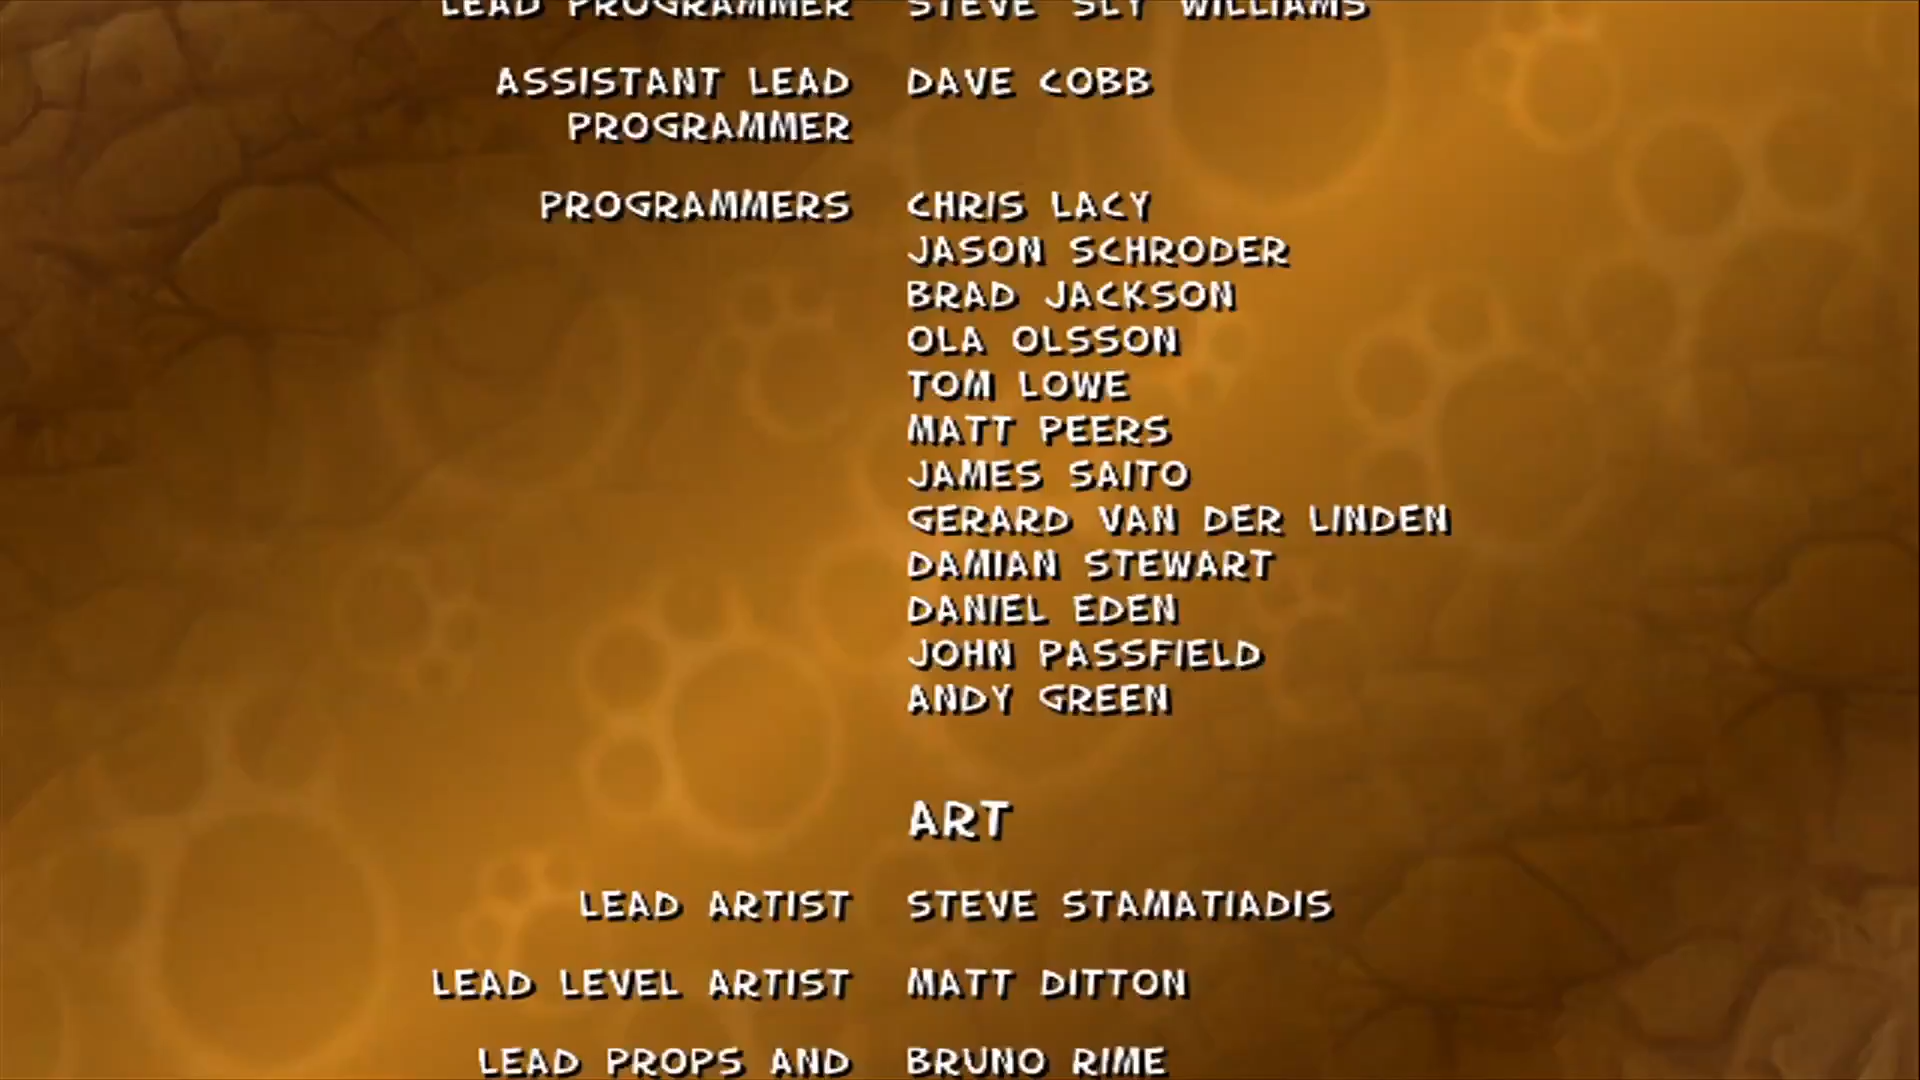 LEAD PROGRAMMER STEVE SLY WILLIAMS
ASSISTANT LEAD DAVE COBB
PROGRAMMER
PROGRAMMERS CHRIS LACY
JASON SCHRODER
BRAD JACKSON
OLA OLSSON
TOM LOWE
MATT PEERS
JAMES SAITO
GERARD VAN DER LINDEN
DAMIAN STEWART
DANIEL EDEN
JOHN PASSFIELD
ANDY GREEN
ART
LEAD ARTIST STEVE STAMATIADIS
LEAD LEVEL ARTIST MATT DITTON
LEAD PROPS AND BRUNO RIME